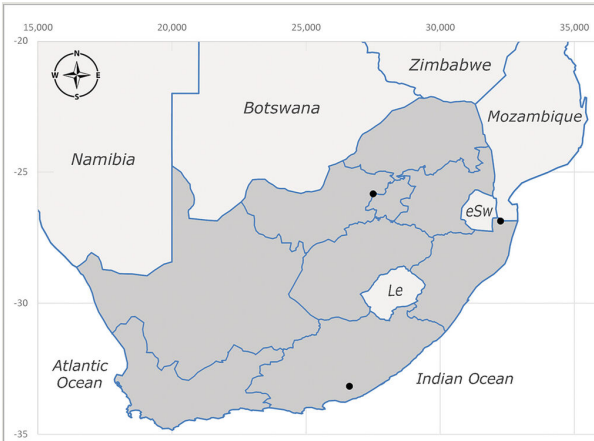 15,000 20,000 25,000 30,000 35,000
-20
N
W E
S
Zimbabwe
Botswana
Mozambique
Namibia
-25
eSw
Le
-30
Atlantic
Ocean
Indian Ocean
-35